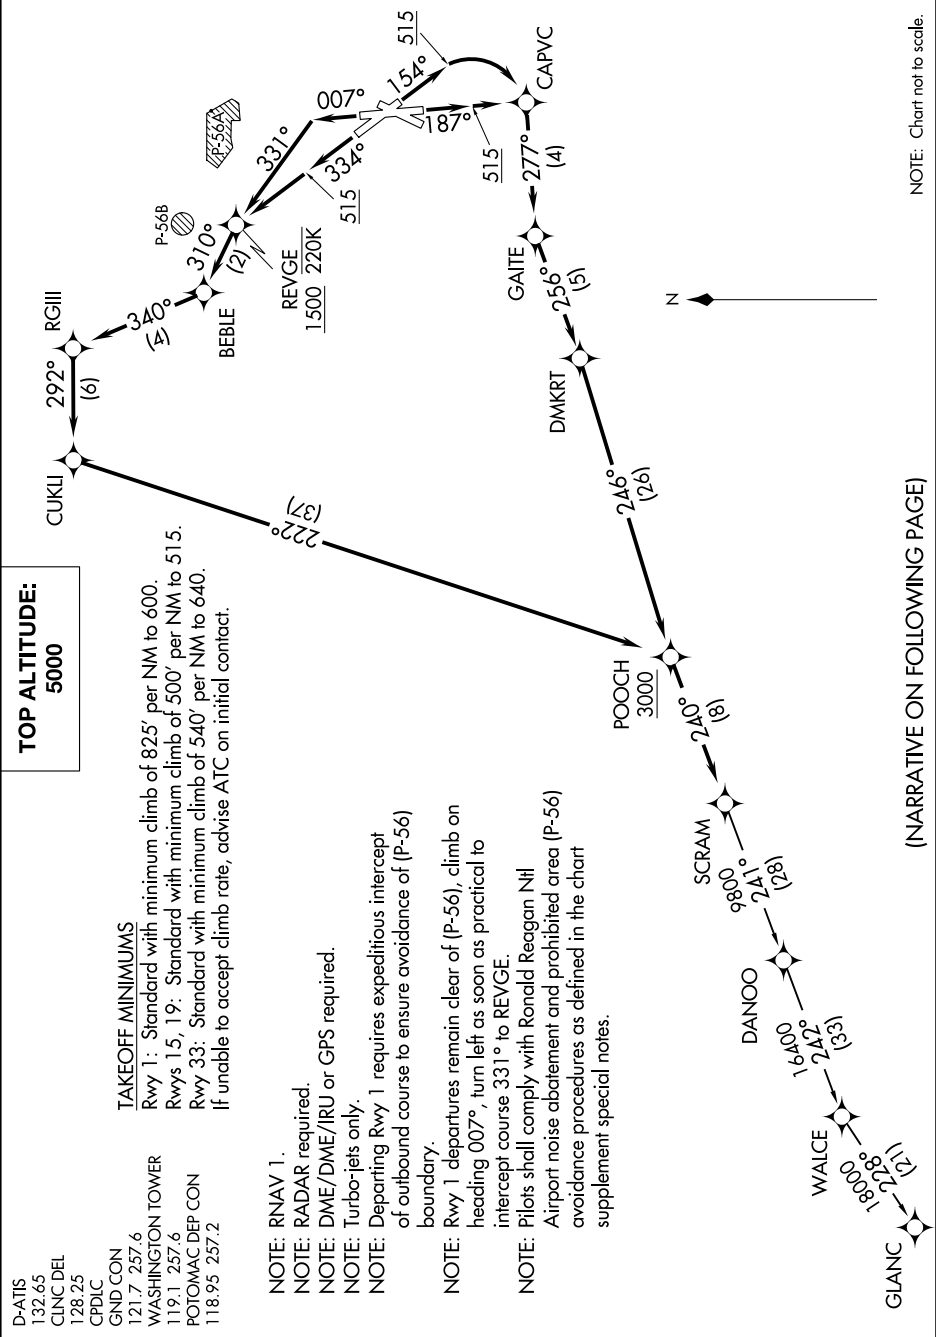 D-ATIS
132.65
CLNC DEL
128.25
CPDLC
GND CON
121.7 257.6
WASHINGTON TOWER
119.1 257.6
POTOMAC DEP CON
118.95 257.2
TOP ALTITUDE:
5000
TAKEOFF MINIMUMS
Rwy 1: Standard with minimum climb of 825' per NM to 600.
Rwys 15, 19: Standard with minimum climb of 500' per NM to 515.
Rwy 33: Standard with minimum climb of 540' per NM to 640.
If unable to accept climb rate, advise ATC on initial contact.
NOTE: RNAV 1.
NOTE: RADAR required.
NOTE: DME/DME/IRU or GPS required.
NOTE: Turbo-jets only.
NOTE: Departing Rwy 1 requires expeditious intercept
of outbound course to ensure avoidance of (P-56)
boundary.
NOTE: Rwy 1 departures remain clear of (P-56), climb on
heading 007°, turn left as soon as practical to
intercept course 331° to REVGE.
NOTE: Pilots shall comply with Ronald Reagan Ntl
Airport noise abatement and prohibited area (P-56)
avoidance procedures as defined in the chart
supplement special notes.
CUKLI
292°
(6)
RGIII
340°
(4)
BEBLE
310°
(2)
P-56B
P-56A
REVGE
1500 220K
331°
007°
334°
515
154°
515
187°
515
CAPVC
277°
(4)
GAITE
256°
(5)
DMKRT
246°
(26)
222°
(37)
POOCH
3000
240°
(8)
SCRAM
9800
241°
(28)
DANOO
16400
242°
(33)
WALCE
18000
228°
(21)
GLANC
N
NOTE: Chart not to scale.
(NARRATIVE ON FOLLOWING PAGE)